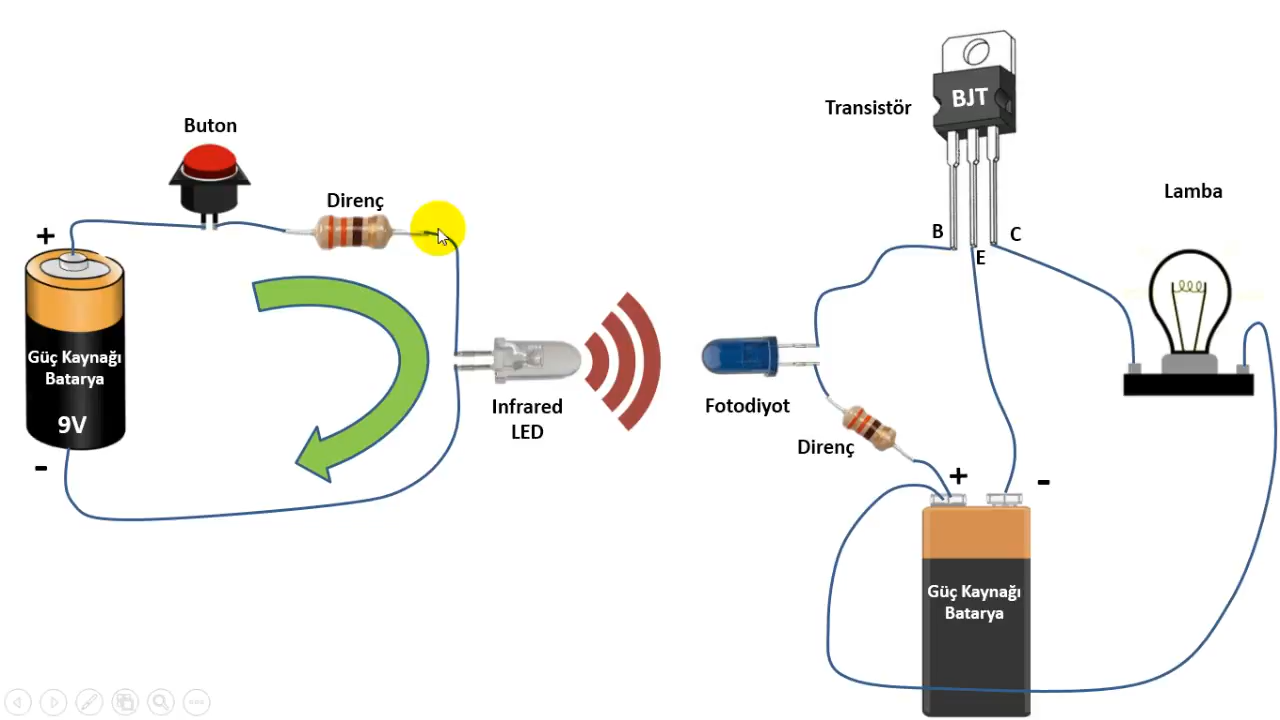 Buton
Direnç
+
Güç Kaynağı
Batarya
9V
-
Infrared
LED
Transistör
BJT
B
E
C
Lamba
Fotodiyot
Direnç
+
-
Güç Kaynağı
Batarya